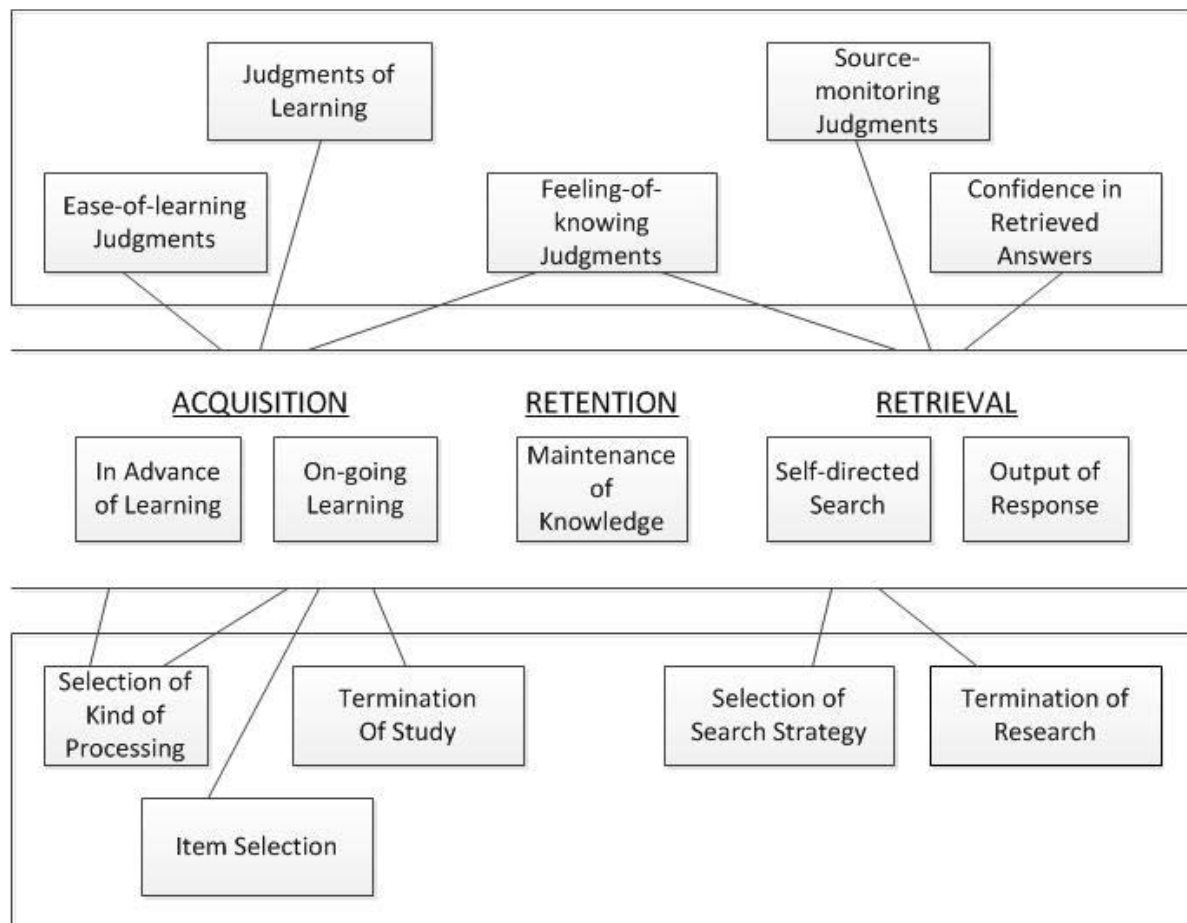 Judgments of
Learning
Source-
monitoring
Judgments
Ease-of-learning
Judgments
Feeling-of-
knowing
Judgments
Confidence in
Retrieved
Answers
ACQUISITION
RETENTION
RETRIEVAL
In Advance
of Learning
On-going
Learning
Maintenance
of
Knowledge
Self-directed
Search
Output of
Response
Selection of
Kind of
Processing
Termination
Of Study
Selection of
Search Strategy
Termination of
Research
Item Selection